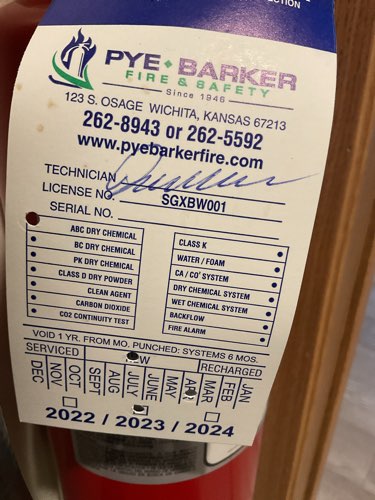 PYE BARKER
FIRE & SAFETY
Since 1946
123 S. OSAGE WICHITA, KANSAS 67213
262-8943 or 262-5592
www.pyebarkerfire.com
TECHNICIAN
LICENSE NO. SGXBW001
SERIAL NO.
ABC DRY CHEMICAL
BC DRY CHEMICAL
PK DRY CHEMICAL
CLASS D DRY POWDER
CLEAN AGENT
CARBON DIOXIDE
CO2 CONTINUITY TEST
CLASS K
WATER / FOAM
CA / CO² SYSTEM
DRY CHEMICAL SYSTEM
WET CHEMICAL SYSTEM
BACKFLOW
FIRE ALARM
VOID 1 YR. FROM MO. PUNCHED: SYSTEMS 6 MOS.
SERVICED W RECHARGED
DEC NOV OCT SEPT AUG JULY JUNE MAY MAR FEB JAN
2022 / 2023 / 2024